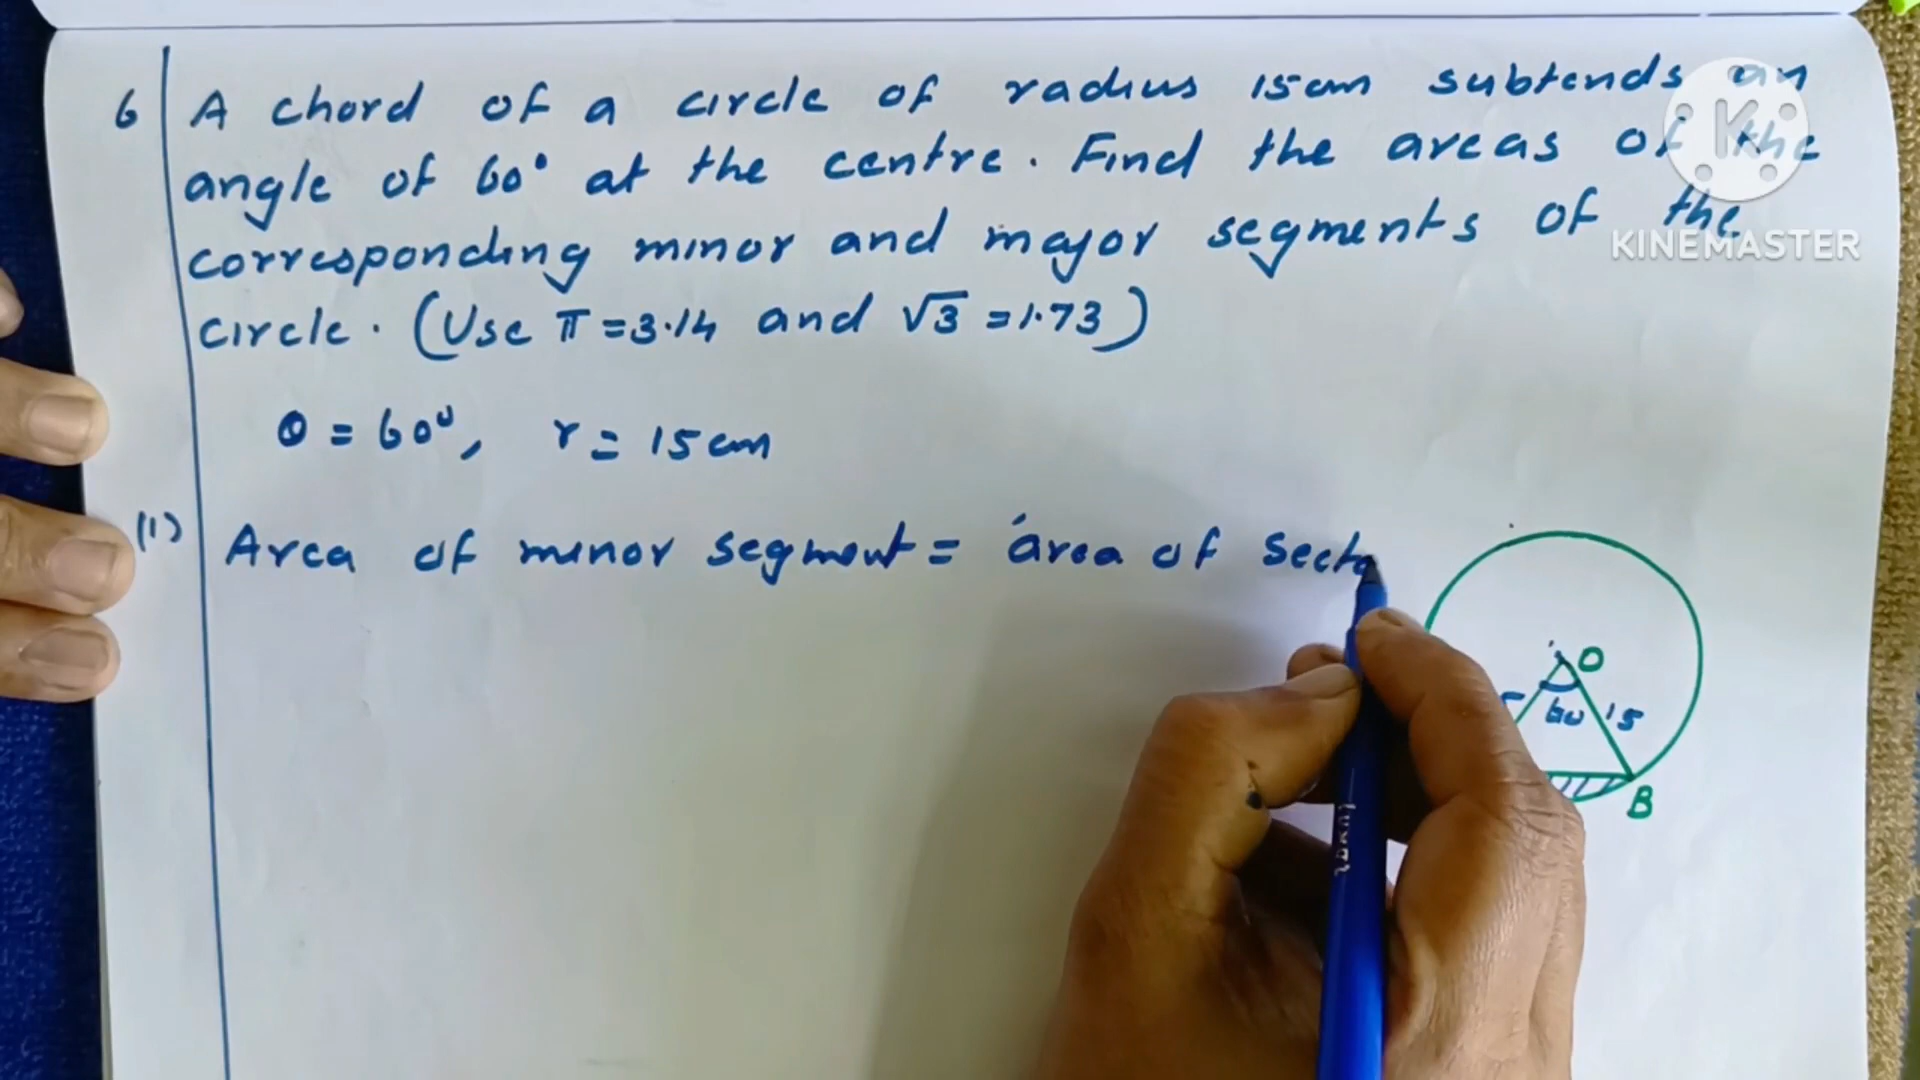 6 A chord of a circle of radius 15cm subtends an
angle of 60° at the centre. Find the areas of the
corresponding minor and major segments of the
circle. (Use π = 3.14 and √3 = 1.73)
θ = 60°, r = 15cm
(1) Area of minor segment = area of secto
O
60 15
B
KINEMASTER